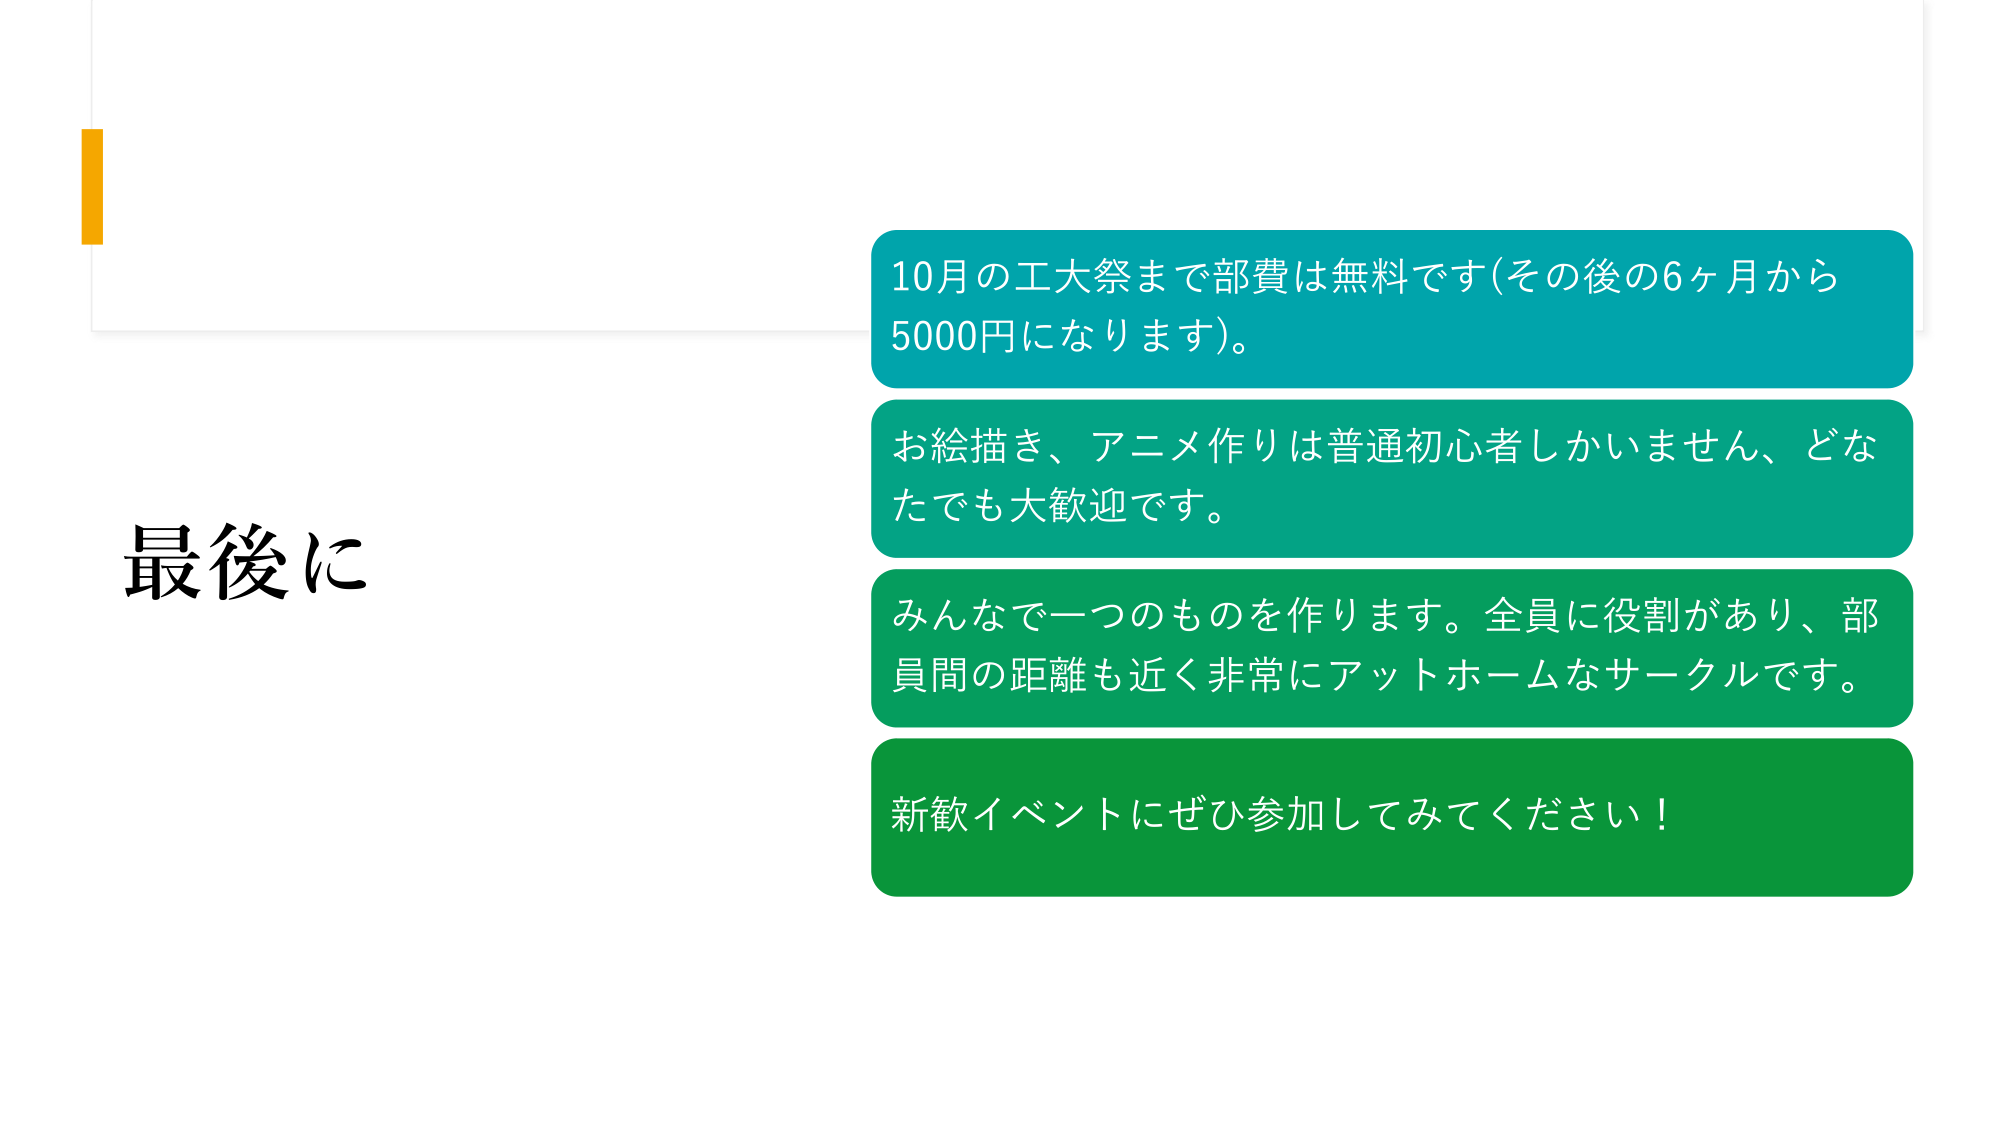 最後に
10月の工大祭まで部費は無料です(その後の6ヶ月から
5000円になります)。
お絵描き、アニメ作りは普通初心者しかいません、どな
たでも大歓迎です。
みんなで一つのものを作ります。全員に役割があり、部
員間の距離も近く非常にアットホームなサークルです。
新歓イベントにぜひ参加してみてください！